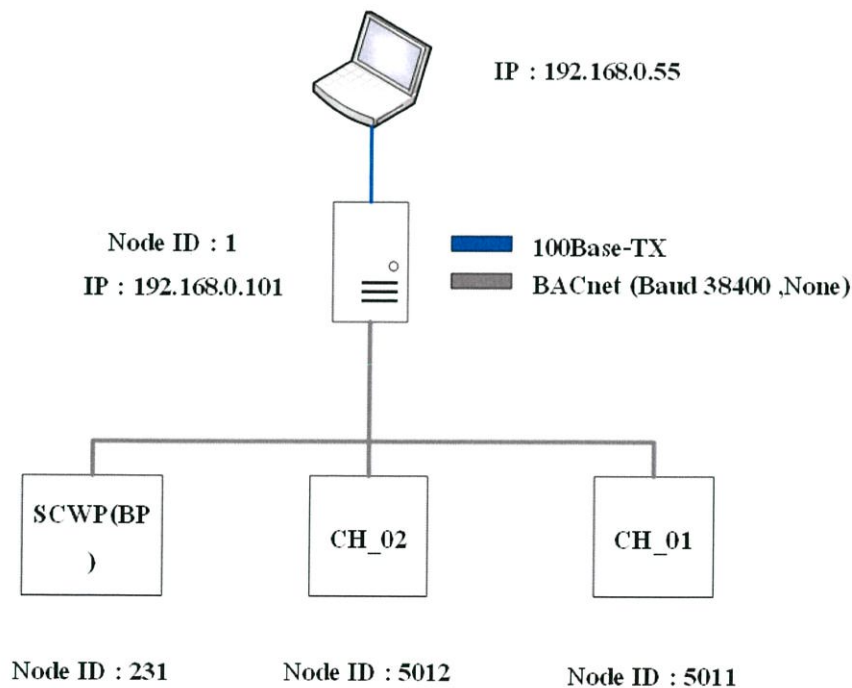 IP : 192.168.0.55
Node ID : 1
IP : 192.168.0.101
100Base-TX
BACnet (Baud 38400 ,None)
SCWP(BP
)
CH_02
CH_01
Node ID : 231
Node ID : 5012
Node ID : 5011